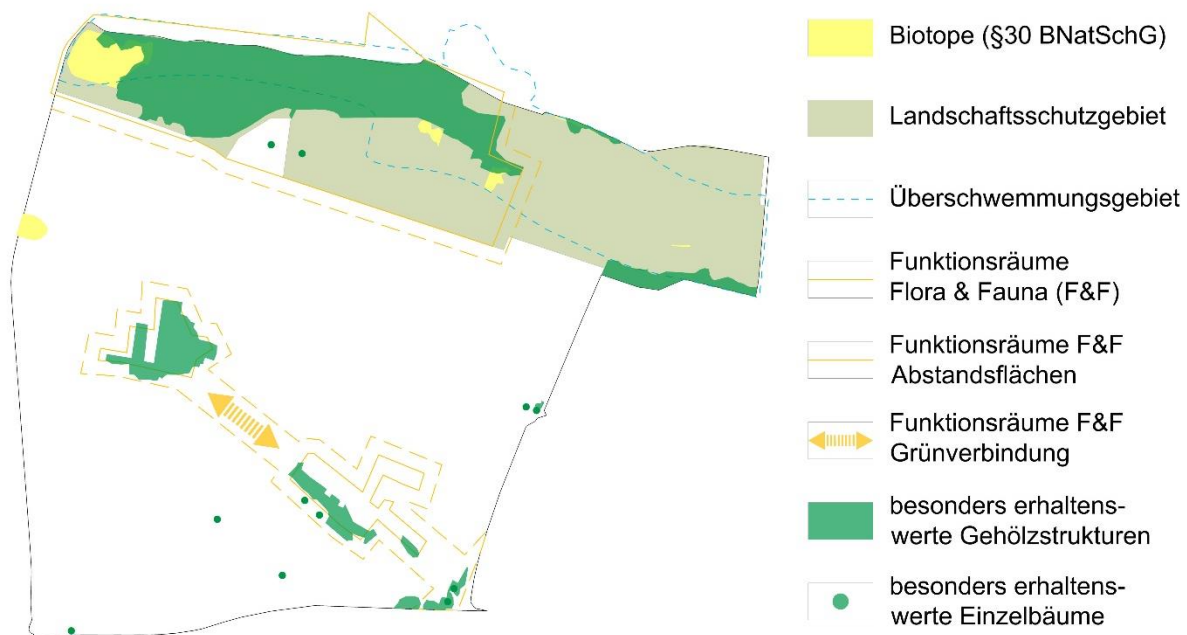 Biotope (§30 BNatSchG)
Landschaftsschutzgebiet
Überschwemmungsgebiet
Funktionsräume
Flora & Fauna (F&F)
Funktionsräume F&F
Abstandsflächen
Funktionsräume F&F
Grünverbindung
besonders erhaltens-
werte Gehölzstrukturen
besonders erhaltens-
werte Einzelbäume